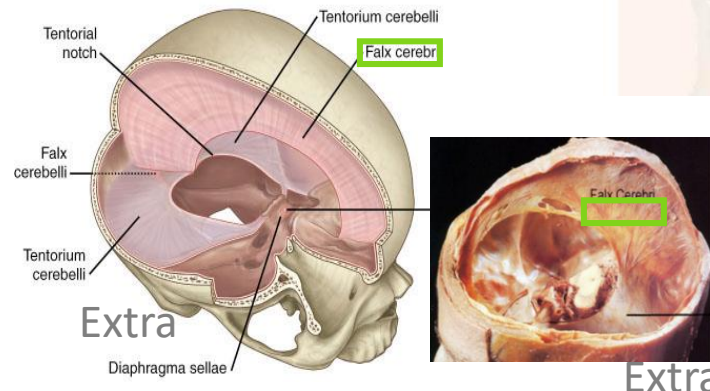 Tentorium cerebelli
Tentorial
notch
Falx cerebr
Falx
cerebelli
Falx Cerebri
Tentorium
cerebelli
Extra
Diaphragma sellae
Extra